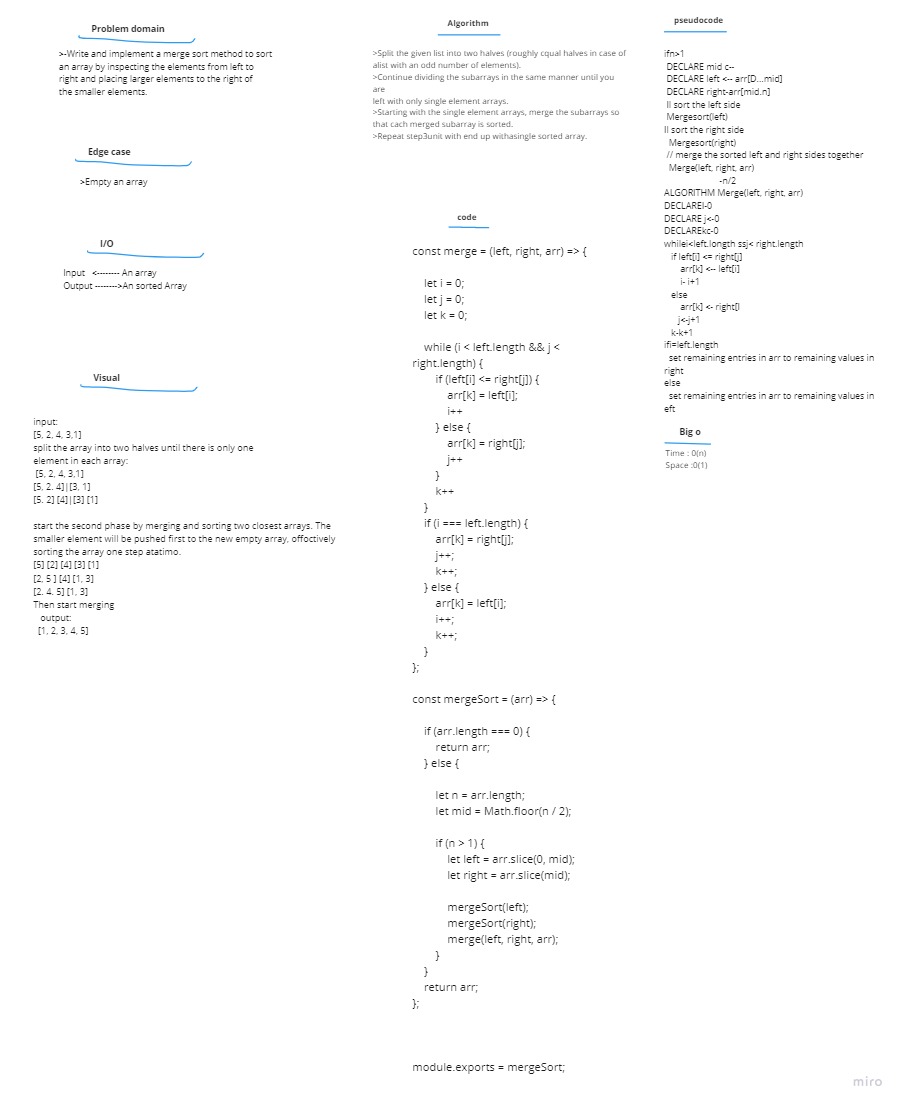 Problem domain
>-Write and implement a merge sort method to sort
an array by inspecting the elements from left to
right and placing larger elements to the right of
the smaller elements.
Edge case
>Empty an array
I/O
Input <-------- An array
Output -------->An sorted Array
Visual
input:
[5, 2, 4, 3,1]
split the array into two halves until there is only one
element in each array:
[5, 2, 4, 3,1]
[5, 2. 4]|[3, 1]
[5. 2] [4]|[3] [1]
start the second phase by merging and sorting two closest arrays. The
smaller element will be pushed first to the new empty array, offoctively
sorting the array one step atatimo.
[5] [2] [4] [3] [1]
[2, 5 ] [4] [1, 3]
[2. 4. 5] [1, 3]
Then start merging
output:
[1, 2, 3, 4, 5]
Algorithm
>Split the given list into two halves (roughly cqual halves in case of
alist with an odd number of elements).
>Continue dividing the subarrays in the same manner until you
are
left with only single element arrays.
>Starting with the single element arrays, merge the subarrays so
that cach merged subarray is sorted.
>Repeat step3unit with end up withasingle sorted array.
code
const merge = (left, right, arr) => {
let i = 0;
let j = 0;
let k = 0;
while (i < left.length && j <
right.length) {
if (left[i] <= right[j]) {
arr[k] = left[i];
i++
} else {
arr[k] = right[j];
j++
}
k++
}
if (i === left.length) {
arr[k] = right[j];
j++;
k++;
} else {
arr[k] = left[i];
i++;
k++;
}
};
const mergeSort = (arr) => {
if (arr.length === 0) {
return arr;
} else {
let n = arr.length;
let mid = Math.floor(n / 2);
if (n > 1) {
let left = arr.slice(0, mid);
let right = arr.slice(mid);
mergeSort(left);
mergeSort(right);
merge(left, right, arr);
}
}
return arr;
};
module.exports = mergeSort;
pseudocode
ifn>1
DECLARE mid c--
DECLARE left <-- arr[D...mid]
DECLARE right-arr[mid.n]
ll sort the left side
Mergesort(left)
ll sort the right side
Mergesort(right)
// merge the sorted left and right sides together
Merge(left, right, arr)
-n/2
ALGORITHM Merge(left, right, arr)
DECLAREI-0
DECLARE j<-0
DECLAREkc-0
whilei<left.longth ssj< right.length
if left[i] <= right[j]
arr[k] <-- left[i]
i- i+1
else
arr[k] <- right[l
j<-j+1
k-k+1
ifi=left.length
set remaining entries in arr to remaining values in
right
else
set remaining entries in arr to remaining values in
eft
Big o
Time : 0(n)
Space :0(1)
miro